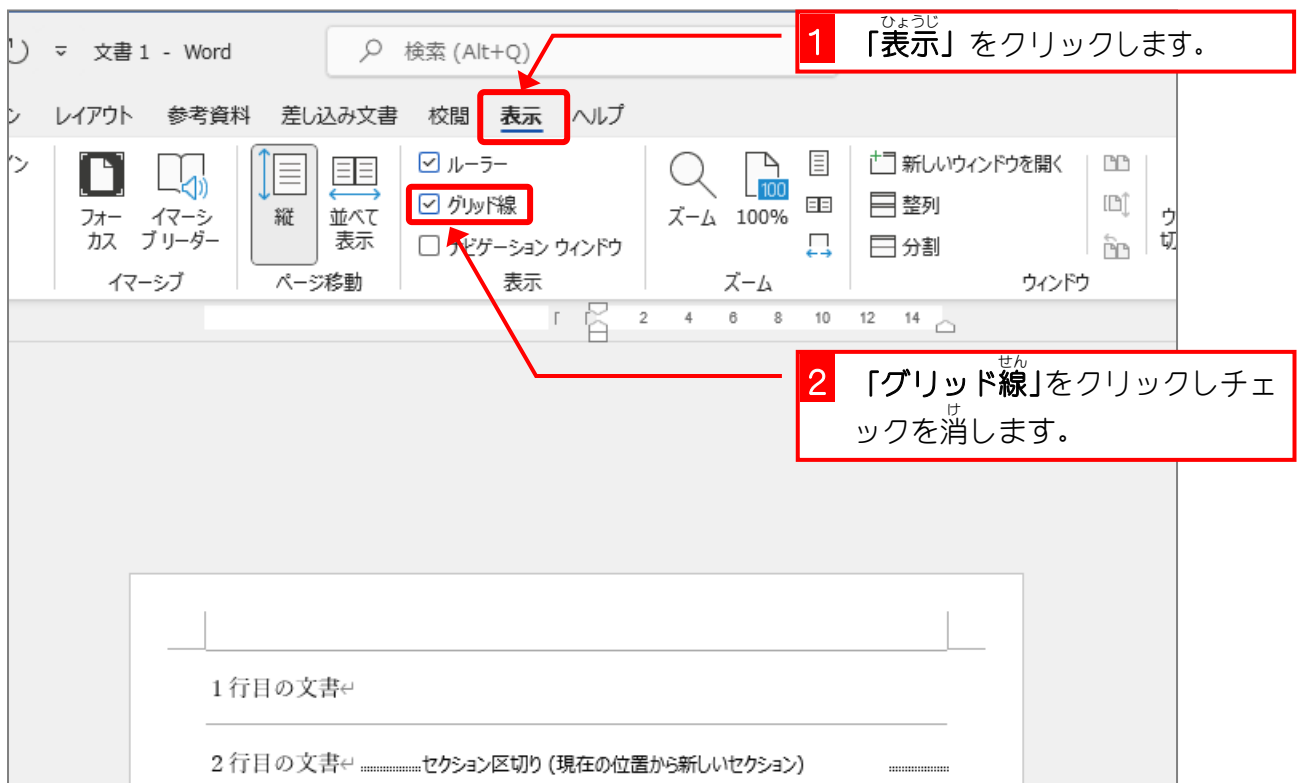 文書 1 - Word
検索 (Alt+Q)
1
ひょうじ
「表示」をクリックします。
レイアウト 参考資料 差し込み文書 校閲 表示 ヘルプ
フォーカス
イマーシブ リーダー
イマーシブ
縦
並べて表示
ページ移動
ルーラー
グリッド線
ナビゲーション ウィンドウ
表示
ズーム
100
100%
ズーム
新しいウィンドウを開く
整列
分割
ウィンドウ
2 4 6 8 10 12 14
2
せん
「グリッド線」をクリックしチェ
け
ックを消します。
1 行目の文書↵
2 行目の文書↵セクション区切り (現在の位置から新しいセクション)